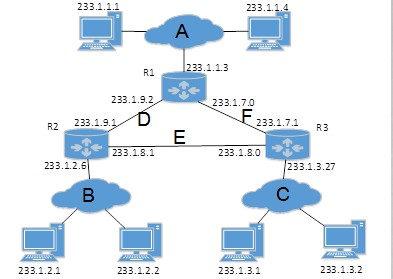 233.1.1.1
233.1.1.4
A
R1
233.1.1.3
233.1.9.2
233.1.7.0
D
F
R2
233.1.9.1
233.1.7.1
R3
E
233.1.8.1
233.1.8.0
233.1.2.6
233.1.3.27
B
C
233.1.2.1
233.1.2.2
233.1.3.1
233.1.3.2